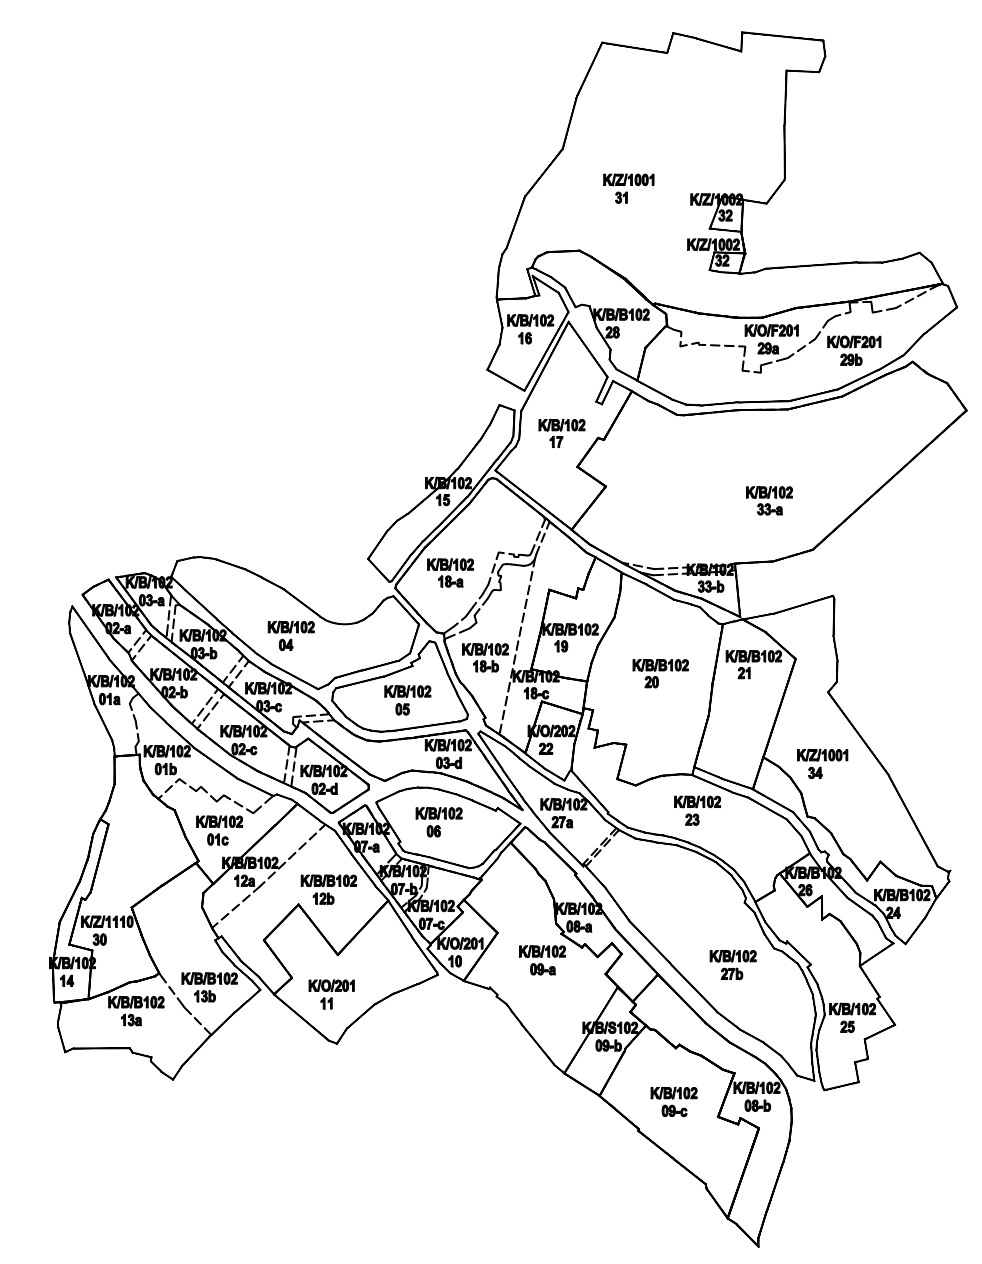 K/Z/1001
31
K/Z/1002
32
K/Z/1002
32
K/B/102
16
K/B/B102
28
K/O/F201
29a
K/O/F201
29b
K/B/102
17
K/B/102
15
K/B/102
33-a
K/B/102
18-a
K/B/102
33-b
K/B/102
03-a
K/B/102
02-a
K/B/102
03-b
K/B/102
04
K/B/B102
19
K/B/102
18-b
K/B/B102
20
K/B/B102
21
K/B/102
01a
K/B/102
02-b
K/B/102
03-c
K/B/102
05
K/B/102
18-c
K/B/102
01b
K/B/102
02-c
K/B/102
03-d
K/O/202
22
K/Z/1001
34
K/B/102
02-d
K/B/102
01c
K/B/102
07-a
K/B/102
06
K/B/102
27a
K/B/102
23
K/B/B102
12a
K/B/B102
12b
K/B/102
07-b
K/B/B102
26
K/B/B102
24
K/B/102
07-c
K/B/102
08-a
K/Z/1110
30
K/O/201
10
K/B/102
09-a
K/B/102
27b
K/B/102
14
K/B/B102
13b
K/O/201
11
K/B/B102
13a
K/B/S102
09-b
K/B/102
25
K/B/102
09-c
K/B/102
08-b